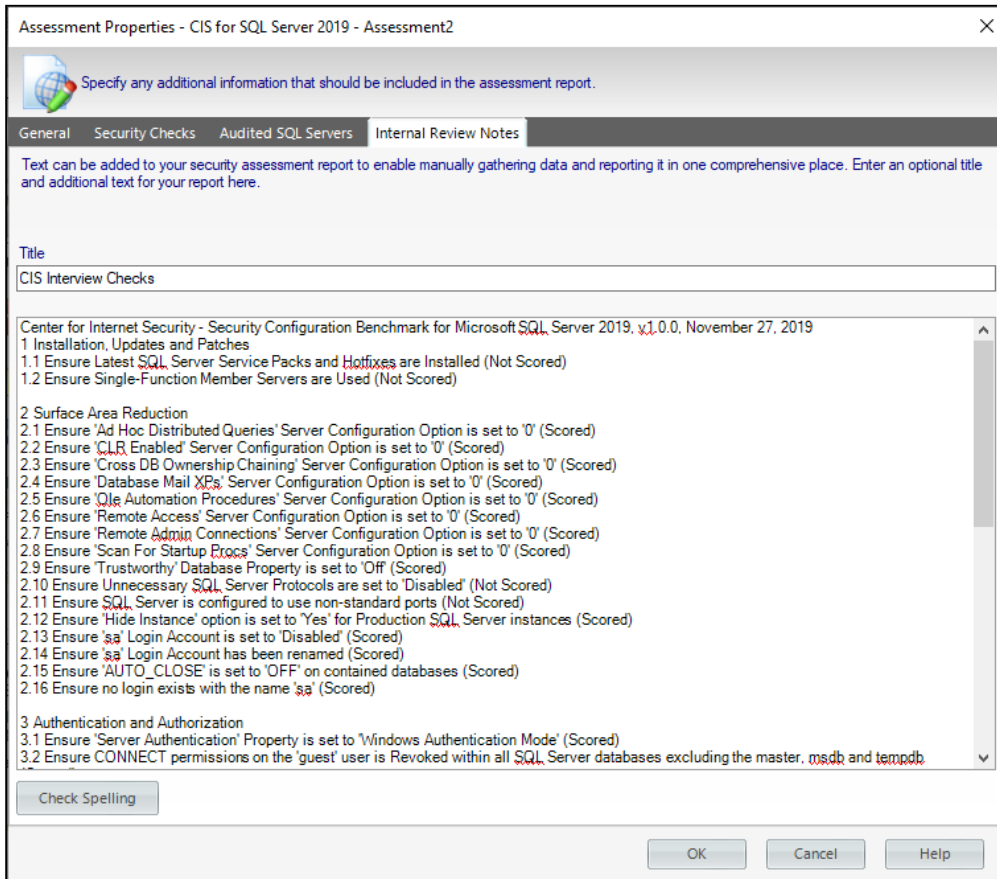 Assessment Properties - CIS for SQL Server 2019 - Assessment2
Specify any additional information that should be included in the assessment report.
General Security Checks Audited SQL Servers Internal Review Notes
Text can be added to your security assessment report to enable manually gathering data and reporting it in one comprehensive place. Enter an optional title
and additional text for your report here.
Title
CIS Interview Checks
Center for Internet Security - Security Configuration Benchmark for Microsoft SQL Server 2019, v1.0.0, November 27, 2019
1 Installation, Updates and Patches
1.1 Ensure Latest SQL Server Service Packs and Hotfixes are Installed (Not Scored)
1.2 Ensure Single-Function Member Servers are Used (Not Scored)
2 Surface Area Reduction
2.1 Ensure 'Ad Hoc Distributed Queries' Server Configuration Option is set to '0' (Scored)
2.2 Ensure 'CLR Enabled' Server Configuration Option is set to '0' (Scored)
2.3 Ensure 'Cross DB Ownership Chaining' Server Configuration Option is set to '0' (Scored)
2.4 Ensure 'Database Mail XPs' Server Configuration Option is set to '0' (Scored)
2.5 Ensure 'Ole Automation Procedures' Server Configuration Option is set to '0' (Scored)
2.6 Ensure 'Remote Access' Server Configuration Option is set to '0' (Scored)
2.7 Ensure 'Remote Admin Connections' Server Configuration Option is set to '0' (Scored)
2.8 Ensure 'Scan For Startup Procs' Server Configuration Option is set to '0' (Scored)
2.9 Ensure 'Trustworthy' Database Property is set to 'Off' (Scored)
2.10 Ensure Unnecessary SQL Server Protocols are set to 'Disabled' (Not Scored)
2.11 Ensure SQL Server is configured to use non-standard ports (Not Scored)
2.12 Ensure 'Hide Instance' option is set to 'Yes' for Production SQL Server instances (Scored)
2.13 Ensure 'sa' Login Account is set to 'Disabled' (Scored)
2.14 Ensure 'sa' Login Account has been renamed (Scored)
2.15 Ensure 'AUTO_CLOSE' is set to 'OFF' on contained databases (Scored)
2.16 Ensure no login exists with the name 'sa' (Scored)
3 Authentication and Authorization
3.1 Ensure 'Server Authentication' Property is set to 'Windows Authentication Mode' (Scored)
3.2 Ensure CONNECT permissions on the 'guest' user is Revoked within all SQL Server databases excluding the master, msdb and tempdb
Check Spelling
OK Cancel Help